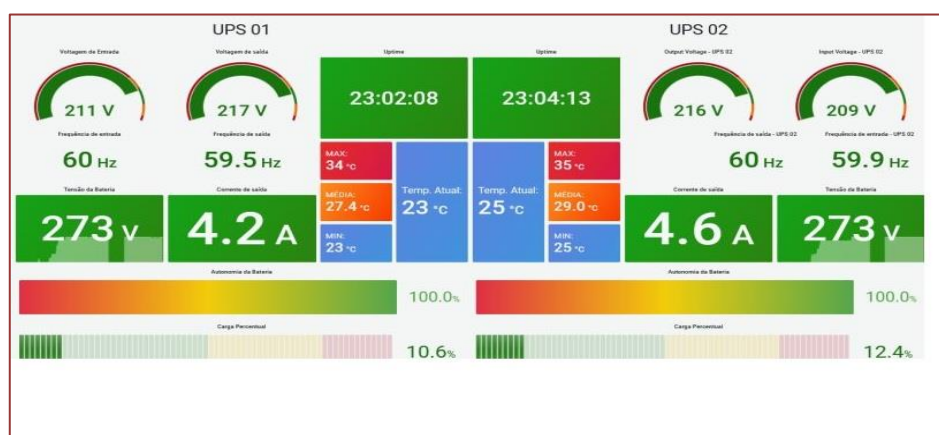 UPS 01
UPS 02
Voltagem de Entrada
Voltagem de saída
Uptime
Uptime
Output Voltage - UPS 02
Input Voltage - UPS 02
211 V
217 V
23:02:08
23:04:13
216 V
209 V
Frequência de entrada
Frequência de saída
Frequência de saída - UPS 02
Frequência de entrada - UPS 02
60 Hz
59.5 Hz
60 Hz
59.9 Hz
MAX:
34 °C
MÉDIA:
27.4 °C
MIN:
23 °C
Temp. Atual:
23 °C
Temp. Atual:
25 °C
MAX:
35 °C
MÉDIA:
29.0 °C
MIN:
25 °C
Tensão da Bateria
Corrente de saída
Corrente de saída
Tensão da Bateria
273 V
4.2 A
4.6 A
273 V
Autonomia da Bateria
Autonomia da Bateria
100.0%
100.0%
Carga Percentual
Carga Percentual
10.6%
12.4%